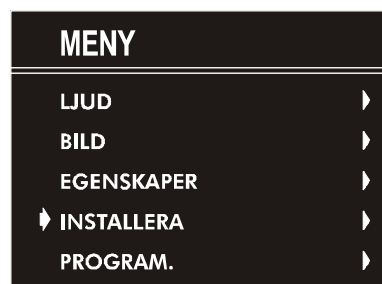 MENY
LJUD
BILD
EGENSKAPER
INSTALLERA
PROGRAM.